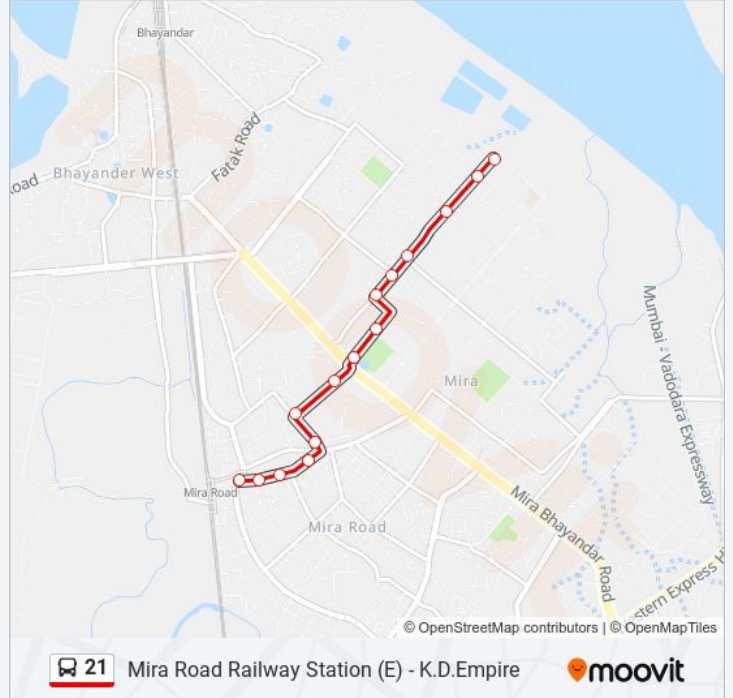 Bhayandar
Fatak Road
Bhayander West
oad
Mumbai - Vadodara Expressway
Mira
Mira Road
Mira Road
Mira Bhayandar Road
stern Express H
© OpenStreetMap contributors | © OpenMapTiles
21 Mira Road Railway Station (E) - K.D.Empire
moovit